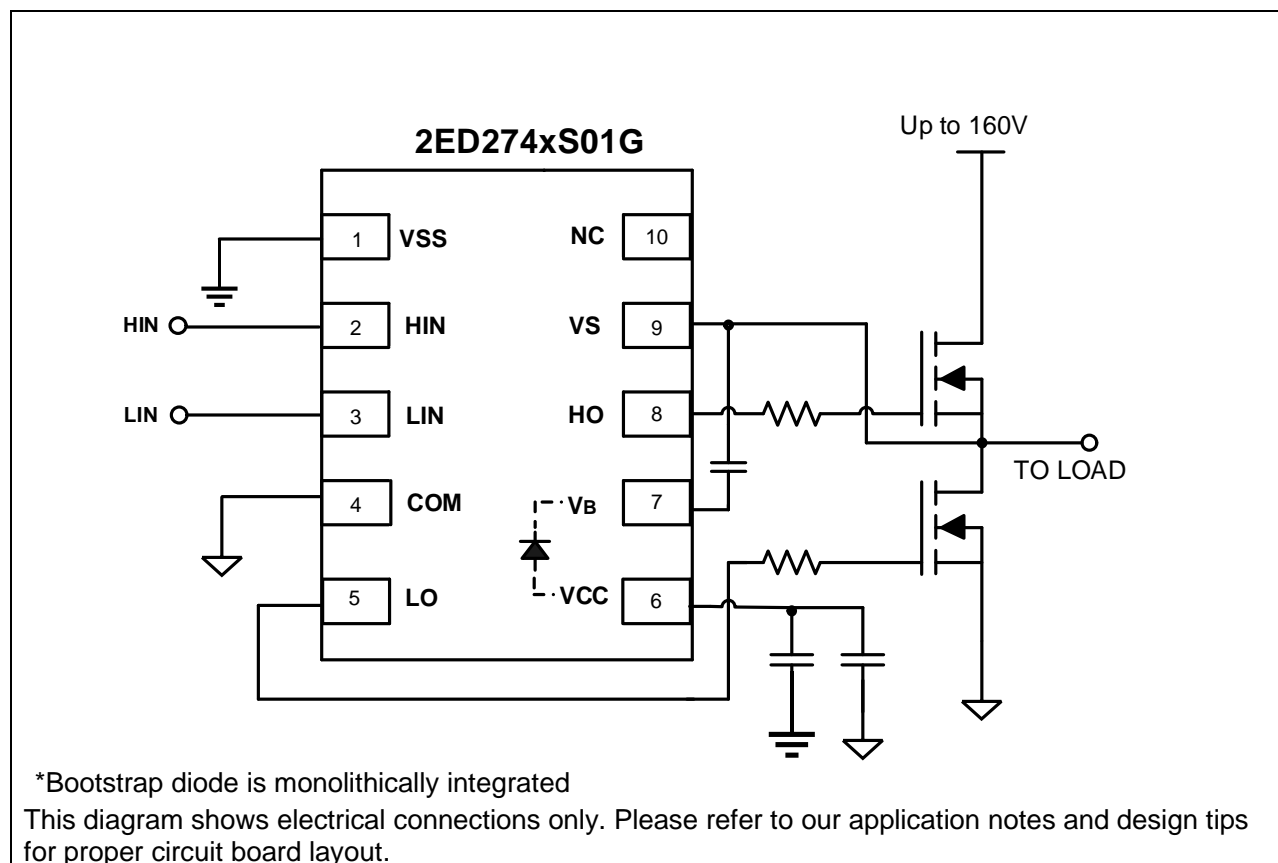 Up to 160V
2ED274xS01G
1 VSS NC 10
HIN 2 HIN VS 9
LIN 3 LIN HO 8
TO LOAD
4 COM VB 7
5 LO VCC 6
*Bootstrap diode is monolithically integrated
This diagram shows electrical connections only. Please refer to our application notes and design tips
for proper circuit board layout.